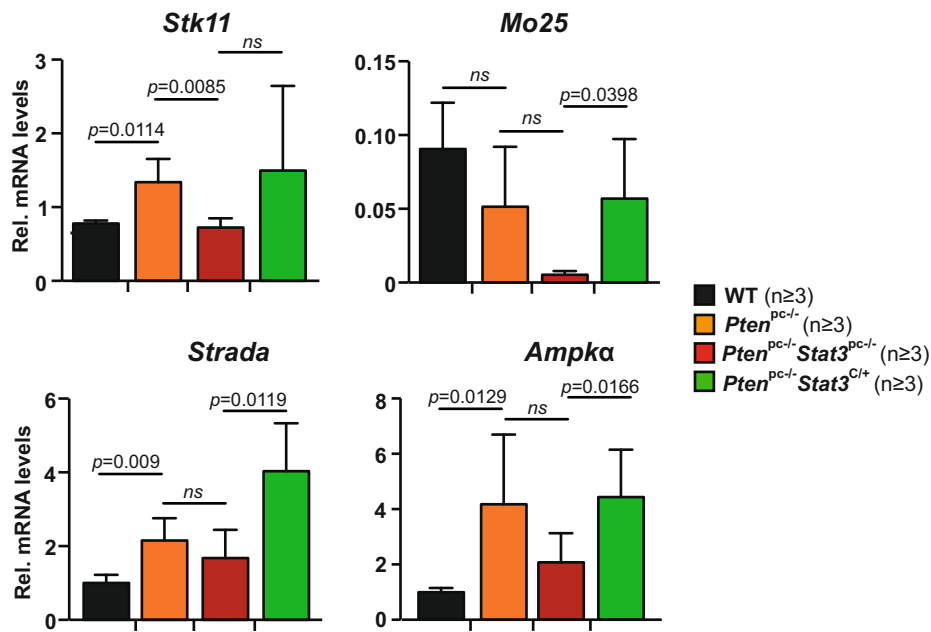 Stk11
Rel. mRNA levels
3
2
1
0
p=0.0114
p=0.0085
ns
Mo25
0.15
0.10
0.05
0
ns
ns
p=0.0398
Strada
Rel. mRNA levels
6
4
2
0
p=0.009
ns
p=0.0119
Ampkα
8
6
4
2
0
p=0.0129
ns
p=0.0166
WT (n≥3)
Pten^pc-/- (n≥3)
Pten^pc-/- Stat3^pc-/- (n≥3)
Pten^pc-/- Stat3^C/+ (n≥3)